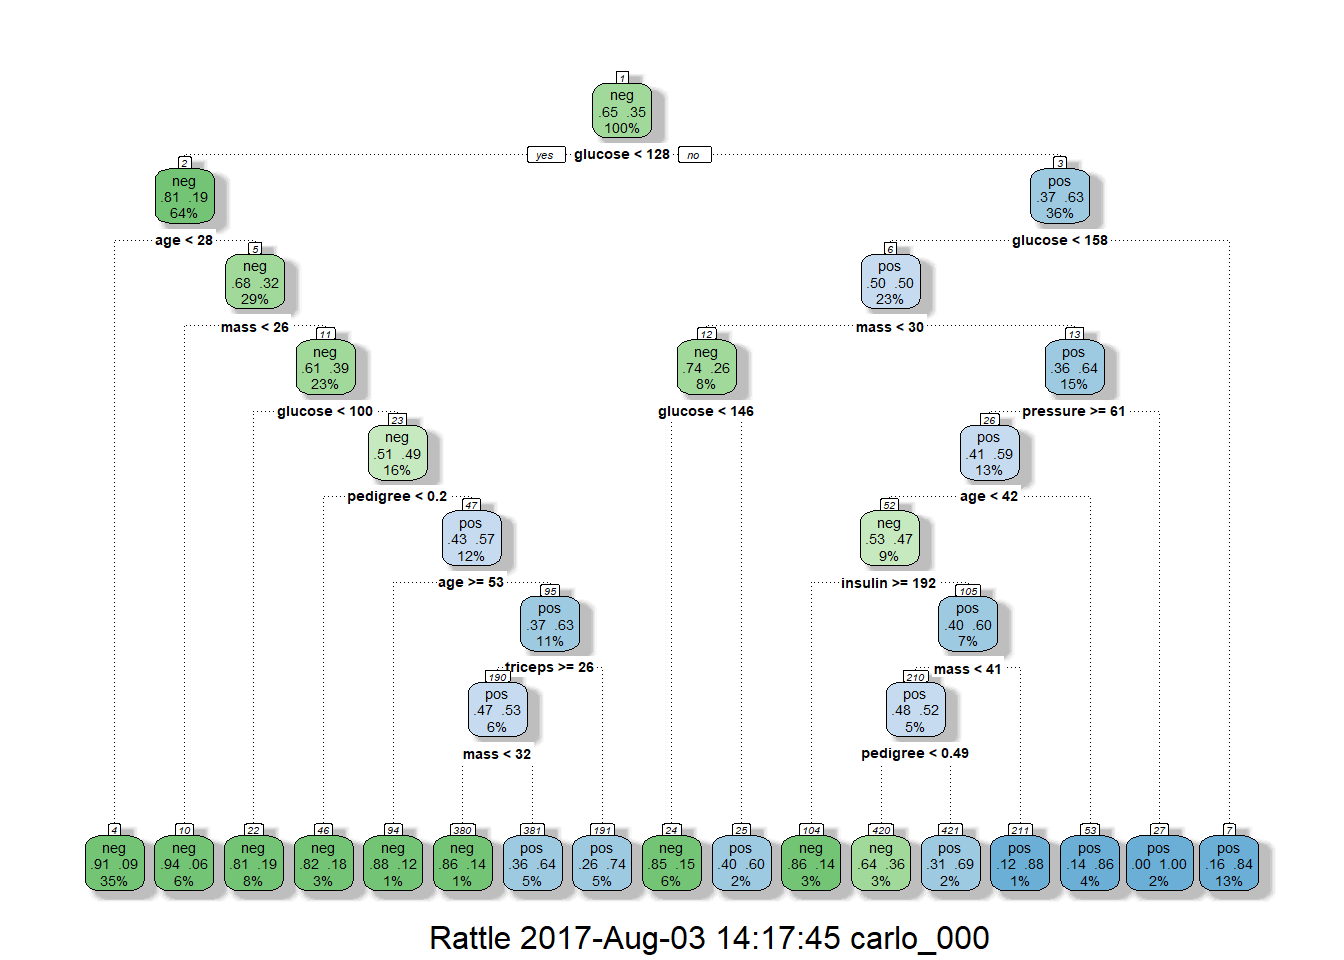 1
neg
.65 .35
100%
yes glucose < 128 no
2
neg
.81 .19
64%
3
pos
.37 .63
36%
age < 28
glucose < 158
5
neg
.68 .32
29%
6
pos
.50 .50
23%
mass < 26
mass < 30
11
neg
.61 .39
23%
12
neg
.74 .26
8%
13
pos
.36 .64
15%
glucose < 100
glucose < 146
pressure >= 61
23
neg
.51 .49
16%
26
pos
.41 .59
13%
pedigree < 0.2
age < 42
47
pos
.43 .57
12%
52
neg
.53 .47
9%
age >= 53
insulin >= 192
95
pos
.37 .63
11%
105
pos
.40 .60
7%
triceps >= 26
mass < 41
190
pos
.47 .53
6%
210
pos
.48 .52
5%
mass < 32
pedigree < 0.49
4
neg
.91 .09
35%
10
neg
.94 .06
6%
22
neg
.81 .19
8%
46
neg
.82 .18
3%
94
neg
.88 .12
1%
380
neg
.86 .14
1%
381
pos
.36 .64
5%
191
pos
.26 .74
5%
24
neg
.85 .15
6%
25
pos
.40 .60
2%
104
neg
.86 .14
3%
420
neg
.64 .36
3%
421
pos
.31 .69
2%
211
pos
.12 .88
1%
53
pos
.14 .86
4%
27
pos
.00 1.00
2%
7
pos
.16 .84
13%
Rattle 2017-Aug-03 14:17:45 carlo_000